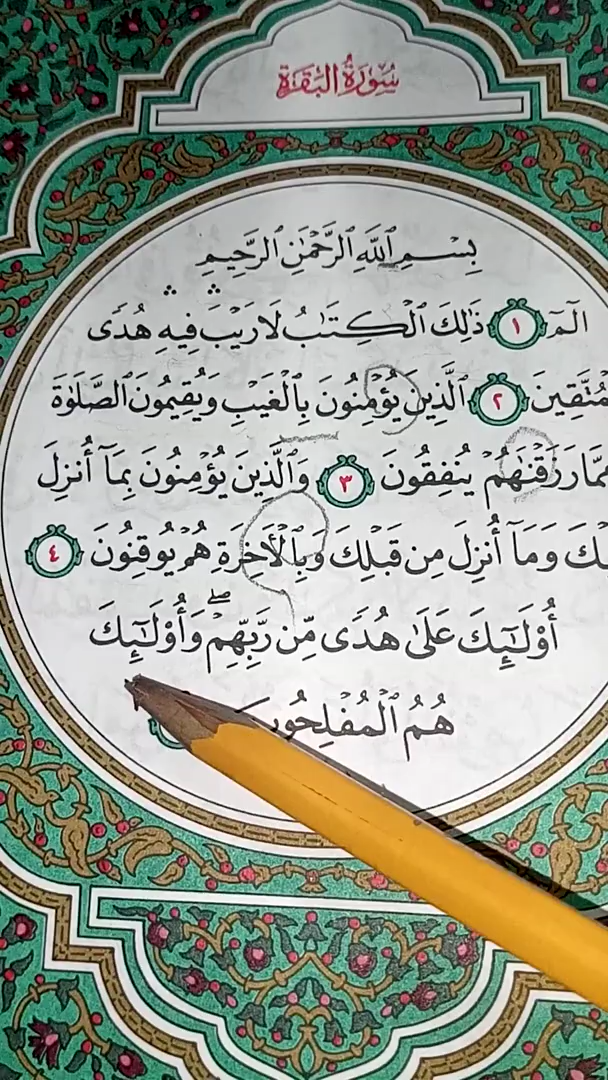 سُورَةُ البَقَرَةِ
بِسْمِ ٱللَّهِ ٱلرَّحْمَٰنِ ٱلرَّحِيمِ
الٓمٓ ١ ذَٰلِكَ ٱلْكِتَٰبُ لَا رَيْبَ ۛ فِيهِ ۛ هُدًى
لِّلْمُتَّقِينَ ٢ ٱلَّذِينَ يُؤْمِنُونَ بِٱلْغَيْبِ وَيُقِيمُونَ ٱلصَّلَوٰةَ
وَمِمَّا رَزَقْنَٰهُمْ يُنفِقُونَ ٣ وَٱلَّذِينَ يُؤْمِنُونَ بِمَآ أُنزِلَ
وَمَآ أُنزِلَ مِن قَبْلِكَ وَبِٱلْأَخِرَةِ هُمْ يُوقِنُونَ ٤
أُو۟لَٰٓئِكَ عَلَىٰ هُدًى مِّن رَّبِّهِمْ ۖ وَأُو۟لَٰٓئِكَ
هُمُ ٱلْمُفْلِحُونَ